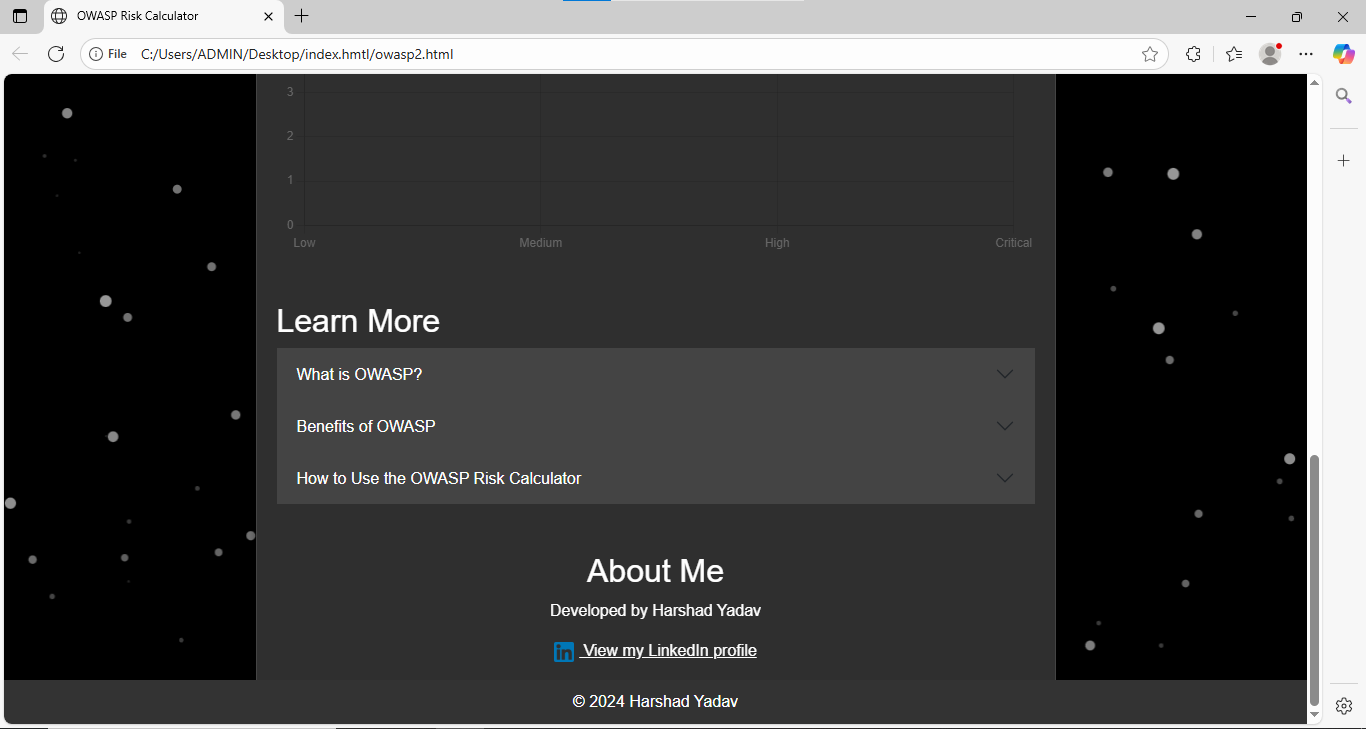 OWASP Risk Calculator
File C:/Users/ADMIN/Desktop/index.hmtl/owasp2.html
3
2
1
0
Low Medium High Critical
Learn More
What is OWASP?
Benefits of OWASP
How to Use the OWASP Risk Calculator
About Me
Developed by Harshad Yadav
in View my LinkedIn profile
© 2024 Harshad Yadav